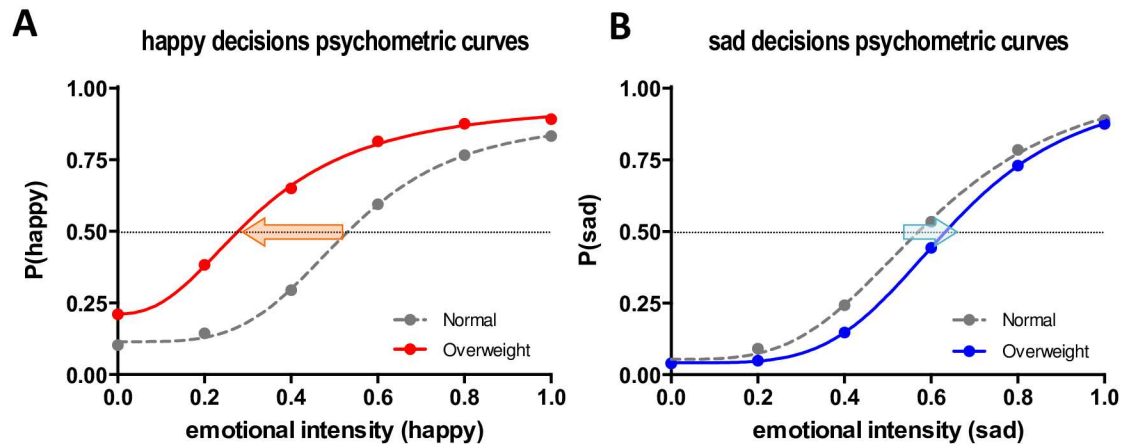 A
happy decisions psychometric curves
1.00
0.75
0.50
0.25
0.00
P(happy)
Normal
Overweight
0.0 0.2 0.4 0.6 0.8 1.0
emotional intensity (happy)
B
sad decisions psychometric curves
1.00
0.75
0.50
0.25
0.00
P(sad)
Normal
Overweight
0.0 0.2 0.4 0.6 0.8 1.0
emotional intensity (sad)